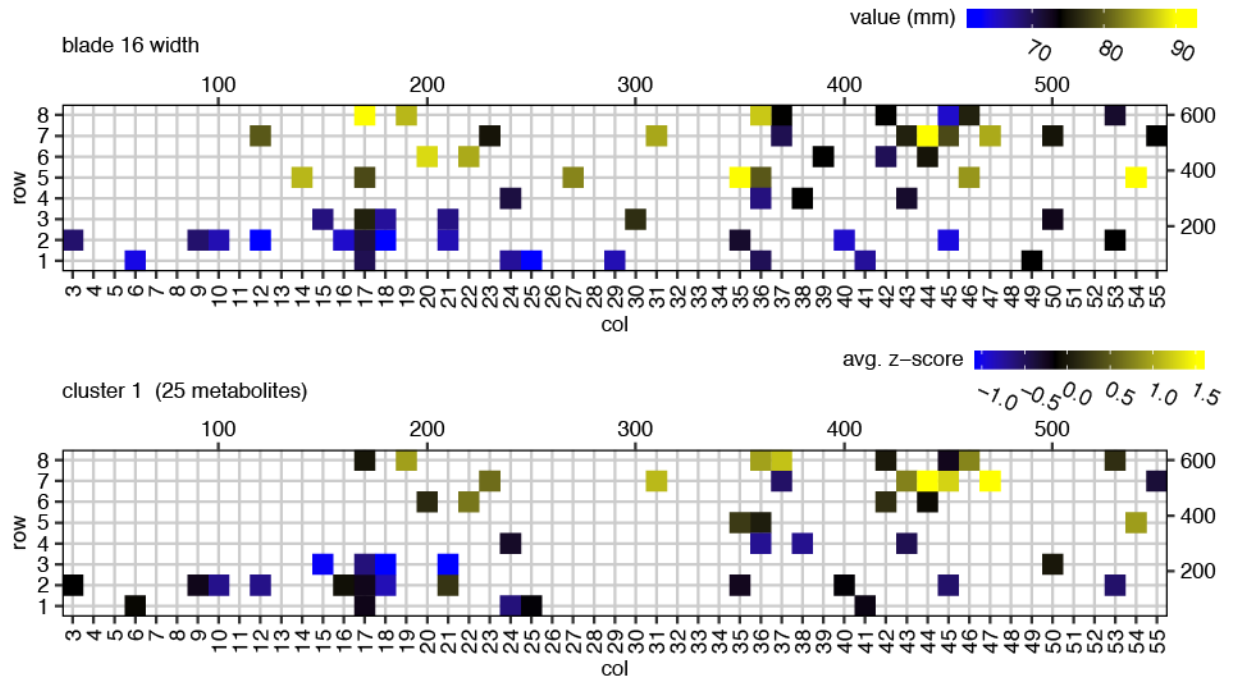 value (mm)
70 80 90
blade 16 width
100 200 300 400 500
8 600
7
6 400
5
row
4
3 200
2
1
3 4 5 6 7 8 9 10 11 12 13 14 15 16 17 18 19 20 21 22 23 24 25 26 27 28 29 30 31 32 33 34 35 36 37 38 39 40 41 42 43 44 45 46 47 48 49 50 51 52 53 54 55
col
avg. z−score
−1.0 −0.5 0.0 0.5 1.0 1.5
cluster 1 (25 metabolites)
100 200 300 400 500
8 600
7
6 400
5
row
4
3 200
2
1
3 4 5 6 7 8 9 10 11 12 13 14 15 16 17 18 19 20 21 22 23 24 25 26 27 28 29 30 31 32 33 34 35 36 37 38 39 40 41 42 43 44 45 46 47 48 49 50 51 52 53 54 55
col